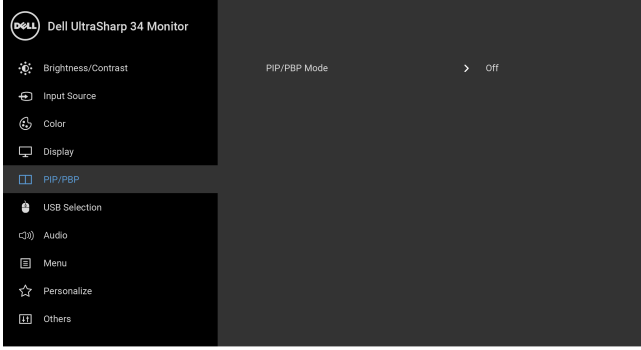 DELL Dell UltraSharp 34 Monitor
Brightness/Contrast
PIP/PBP Mode > Off
Input Source
Color
Display
PIP/PBP
USB Selection
Audio
Menu
Personalize
Others